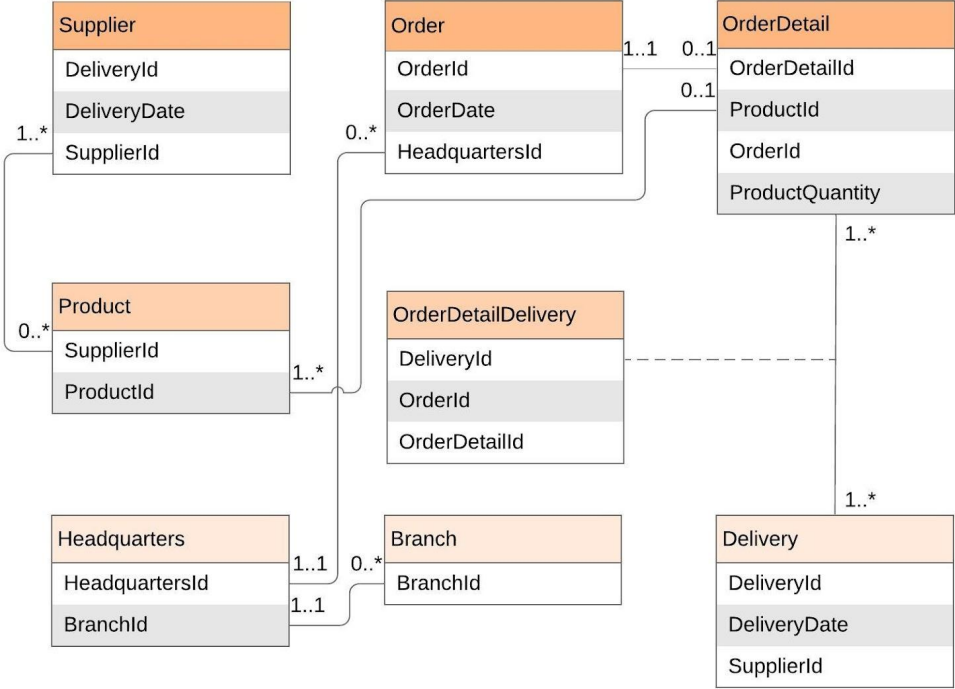 Supplier
DeliveryId
DeliveryDate
SupplierId
1..*
Order
OrderId
OrderDate
HeadquartersId
0..*
1..1
0..1
0..1
OrderDetail
OrderDetailId
ProductId
OrderId
ProductQuantity
1..*
Product
SupplierId
ProductId
0..*
1..*
OrderDetailDelivery
DeliveryId
OrderId
OrderDetailId
Headquarters
HeadquartersId
BranchId
1..1
1..1
0..*
Branch
BranchId
1..*
Delivery
DeliveryId
DeliveryDate
SupplierId